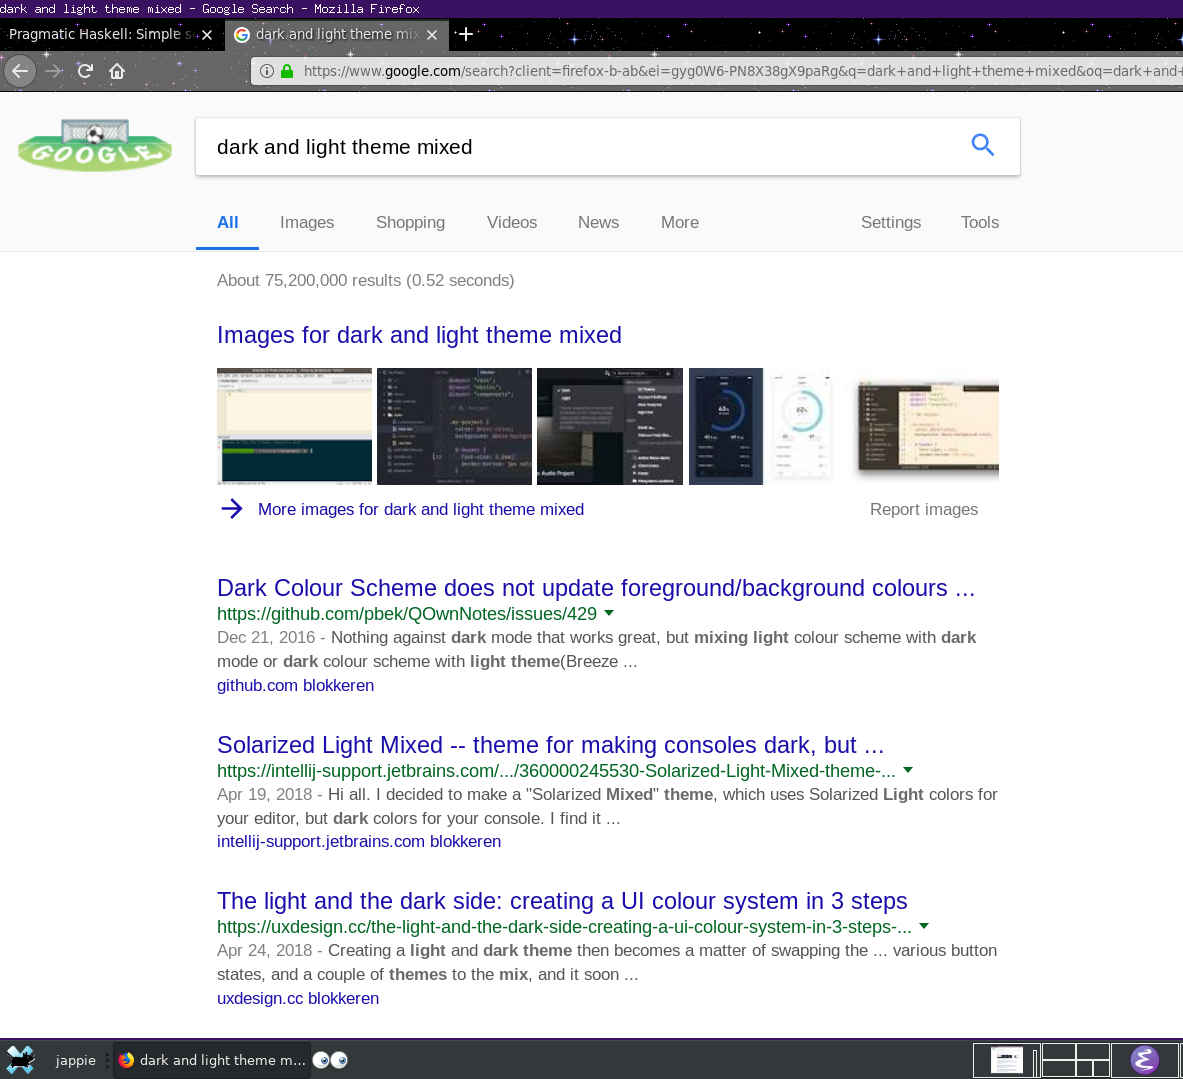 dark and light theme mixed - Google Search - Mozilla Firefox
Pragmatic Haskell: Simple se
dark and light theme mix
https://www.google.com/search?client=firefox-b-ab&ei=gyg0W6-PN8X38gX9paRg&q=dark+and+light+theme+mixed&oq=dark+and+
GOOGLE
dark and light theme mixed
All Images Shopping Videos News More Settings Tools
About 75,200,000 results (0.52 seconds)
Images for dark and light theme mixed
More images for dark and light theme mixed
Report images
Dark Colour Scheme does not update foreground/background colours ...
https://github.com/pbek/QOwnNotes/issues/429
Dec 21, 2016 - Nothing against dark mode that works great, but mixing light colour scheme with dark
mode or dark colour scheme with light theme(Breeze ...
github.com blokkeren
Solarized Light Mixed -- theme for making consoles dark, but ...
https://intellij-support.jetbrains.com/.../360000245530-Solarized-Light-Mixed-theme-...
Apr 19, 2018 - Hi all. I decided to make a "Solarized Mixed" theme, which uses Solarized Light colors for
your editor, but dark colors for your console. I find it ...
intellij-support.jetbrains.com blokkeren
The light and the dark side: creating a UI colour system in 3 steps
https://uxdesign.cc/the-light-and-the-dark-side-creating-a-ui-colour-system-in-3-steps-...
Apr 24, 2018 - Creating a light and dark theme then becomes a matter of swapping the ... various button
states, and a couple of themes to the mix, and it soon ...
uxdesign.cc blokkeren
jappie
dark and light theme m...